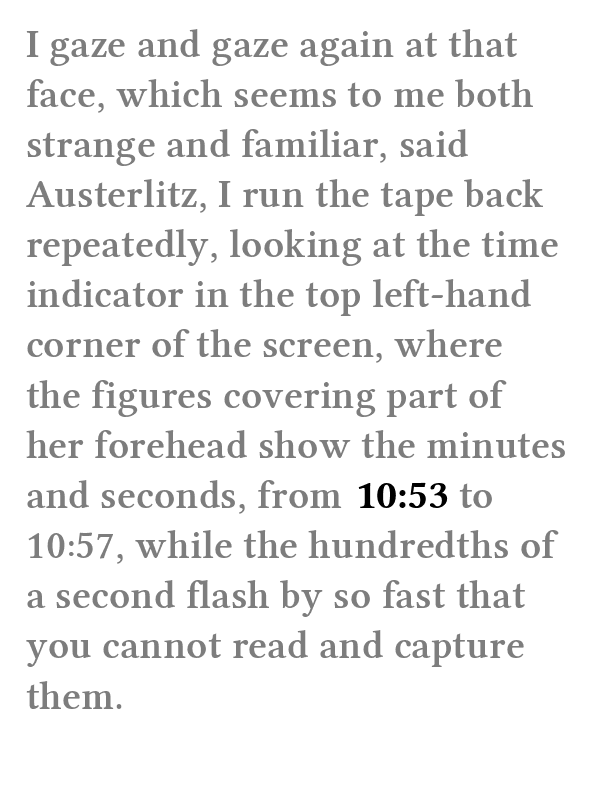 I gaze and gaze again at that
face, which seems to me both
strange and familiar, said
Austerlitz, I run the tape back
repeatedly, looking at the time
indicator in the top left-hand
corner of the screen, where
the figures covering part of
her forehead show the minutes
and seconds, from 10:53 to
10:57, while the hundredths of
a second flash by so fast that
you cannot read and capture
them.